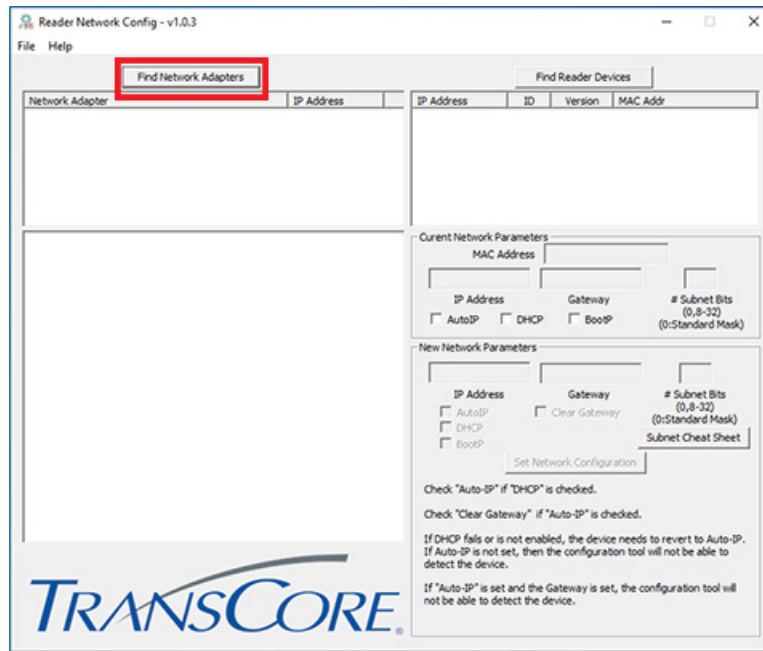 Reader Network Config - v1.0.3
File Help
Find Network Adapters
Network Adapter IP Address
Find Reader Devices
IP Address ID Version MAC Addr
Curent Network Parameters
MAC Address
IP Address Gateway # Subnet Bits
(0,8-32)
(0:Standard Mask)
AutoIP DHCP BootP
New Network Parameters
IP Address Gateway # Subnet Bits
(0,8-32)
(0:Standard Mask)
AutoIP Clear Gateway
DHCP
BootP
Subnet Cheat Sheet
Set Network Configuration
Check "Auto-IP" if "DHCP" is checked.
Check "Clear Gateway" if "Auto-IP" is checked.
If DHCP fails or is not enabled, the device needs to revert to Auto-IP.
If Auto-IP is not set, then the configuration tool will not be able to
detect the device.
If "Auto-IP" is set and the Gateway is set, the configuration tool will
not be able to detect the device.
TRANSCORE®